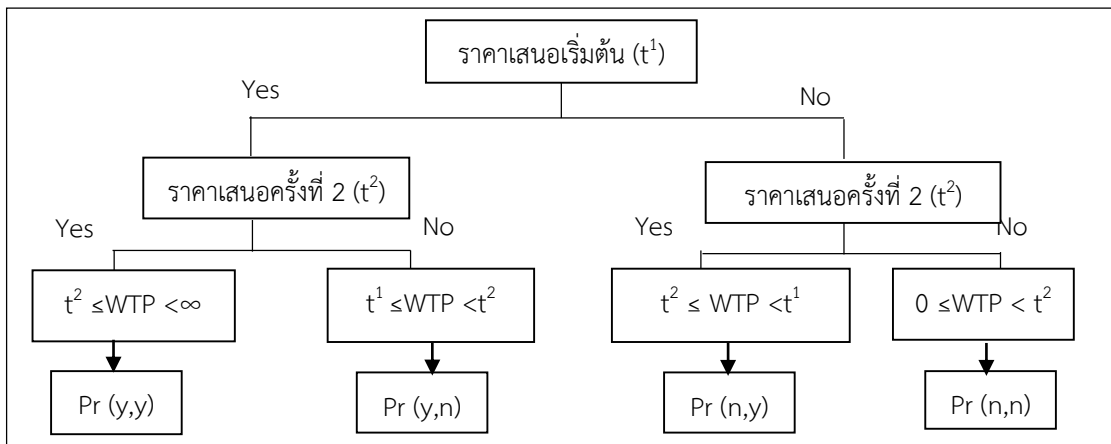 ราคาเสนอเริ่มต้น (t¹)
Yes
No
ราคาเสนอครั้งที่ 2 (t²)
ราคาเสนอครั้งที่ 2 (t²)
Yes
No
Yes
No
t² ≤WTP <∞
t¹ ≤WTP <t²
t² ≤ WTP <t¹
0 ≤WTP < t²
Pr (y,y)
Pr (y,n)
Pr (n,y)
Pr (n,n)